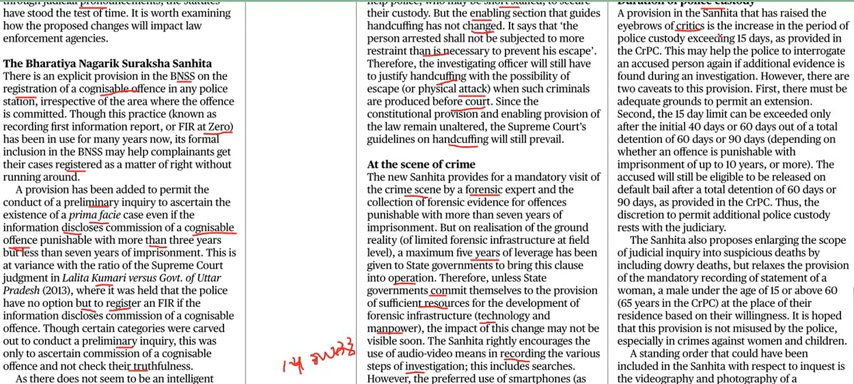 through judicial pronouncements, the statutes
have stood the test of time. It is worth examining
how the proposed changes will impact law
enforcement agencies.
The Bharatiya Nagarik Suraksha Sanhita
There is an explicit provision in the BNSS on the
registration of a cognisable offence in any police
station, irrespective of the area where the offence
is committed. Though this practice (known as
recording first information report, or FIR at Zero)
has been in use for many years now, its formal
inclusion in the BNSS may help complainants get
their cases registered as a matter of right without
running around.
A provision has been added to permit the
conduct of a preliminary inquiry to ascertain the
existence of a prima facie case even if the
information discloses commission of a cognisable
offence punishable with more than three years
but less than seven years of imprisonment. This is
at variance with the ratio of the Supreme Court
judgment in Lalita Kumari versus Govt. of Uttar
Pradesh (2013), where it was held that the police
have no option but to register an FIR if the
information discloses commission of a cognisable
offence. Though certain categories were carved
out to conduct a preliminary inquiry, this was
only to ascertain commission of a cognisable
offence and not check their truthfulness.
As there does not seem to be an intelligent
help police, who may be short staffed, to secure
their custody. But the enabling section that guides
handcuffing has not changed. It says that 'the
person arrested shall not be subjected to more
restraint than is necessary to prevent his escape'.
Therefore, the investigating officer will still have
to justify handcuffing with the possibility of
escape (or physical attack) when such criminals
are produced before court. Since the
constitutional provision and enabling provision of
the law remain unaltered, the Supreme Court's
guidelines on handcuffing will still prevail.
At the scene of crime
The new Sanhita provides for a mandatory visit of
the crime scene by a forensic expert and the
collection of forensic evidence for offences
punishable with more than seven years of
imprisonment. But on realisation of the ground
reality (of limited forensic infrastructure at field
level), a maximum five years of leverage has been
given to State governments to bring this clause
into operation. Therefore, unless State
governments commit themselves to the provision
of sufficient resources for the development of
forensic infrastructure (technology and
manpower), the impact of this change may not be
visible soon. The Sanhita rightly encourages the
use of audio-video means in recording the various
steps of investigation; this includes searches.
However, the preferred use of smartphones (as
Duration of police custody
A provision in the Sanhita that has raised the
eyebrows of critics is the increase in the period of
police custody exceeding 15 days, as provided in
the CrPC. This may help the police to interrogate
an accused person again if additional evidence is
found during an investigation. However, there are
two caveats to this provision. First, there must be
adequate grounds to permit an extension.
Second, the 15 day limit can be exceeded only
after the initial 40 days or 60 days out of a total
detention of 60 days or 90 days (depending on
whether an offence is punishable with
imprisonment of up to 10 years, or more). The
accused will still be eligible to be released on
default bail after a total detention of 60 days or
90 days, as provided in the CrPC. Thus, the
discretion to permit additional police custody
rests with the judiciary.
The Sanhita also proposes enlarging the scope
of judicial inquiry into suspicious deaths by
including dowry deaths, but relaxes the provision
of the mandatory recording of statement of a
woman, a male under the age of 15 or above 60
(65 years in the CrPC) at the place of their
residence based on their willingness. It is hoped
that this provision is not misused by the police,
especially in crimes against women and children.
A standing order that could have been
included in the Sanhita with respect to inquest is
the videography and photography of a